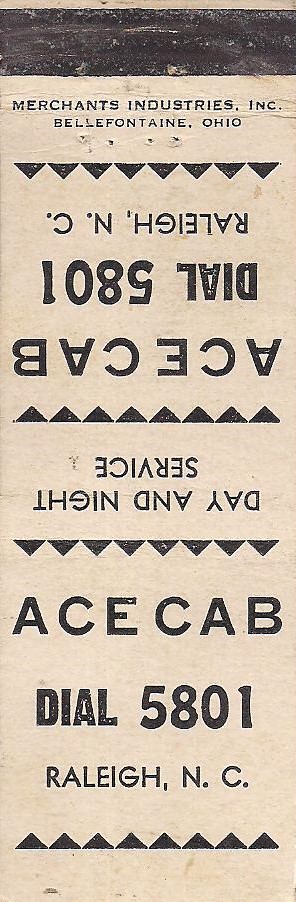 MERCHANTS INDUSTRIES, INC.
BELLEFONTAINE, OHIO
ACE CAB
DIAL 5801
RALEIGH, N. C.
DAY AND NIGHT
SERVICE
ACE CAB
DIAL 5801
RALEIGH, N. C.